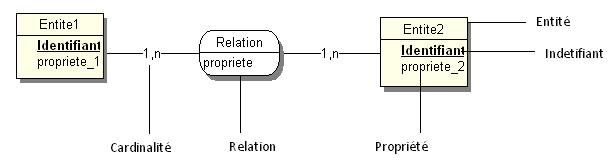 Entite1
Identifiant
propriete_1
1,n
Relation
propriete
1,n
Entite2
Identifiant
propriete_2
Entité
Indetifiant
Cardinalité
Relation
Propriété